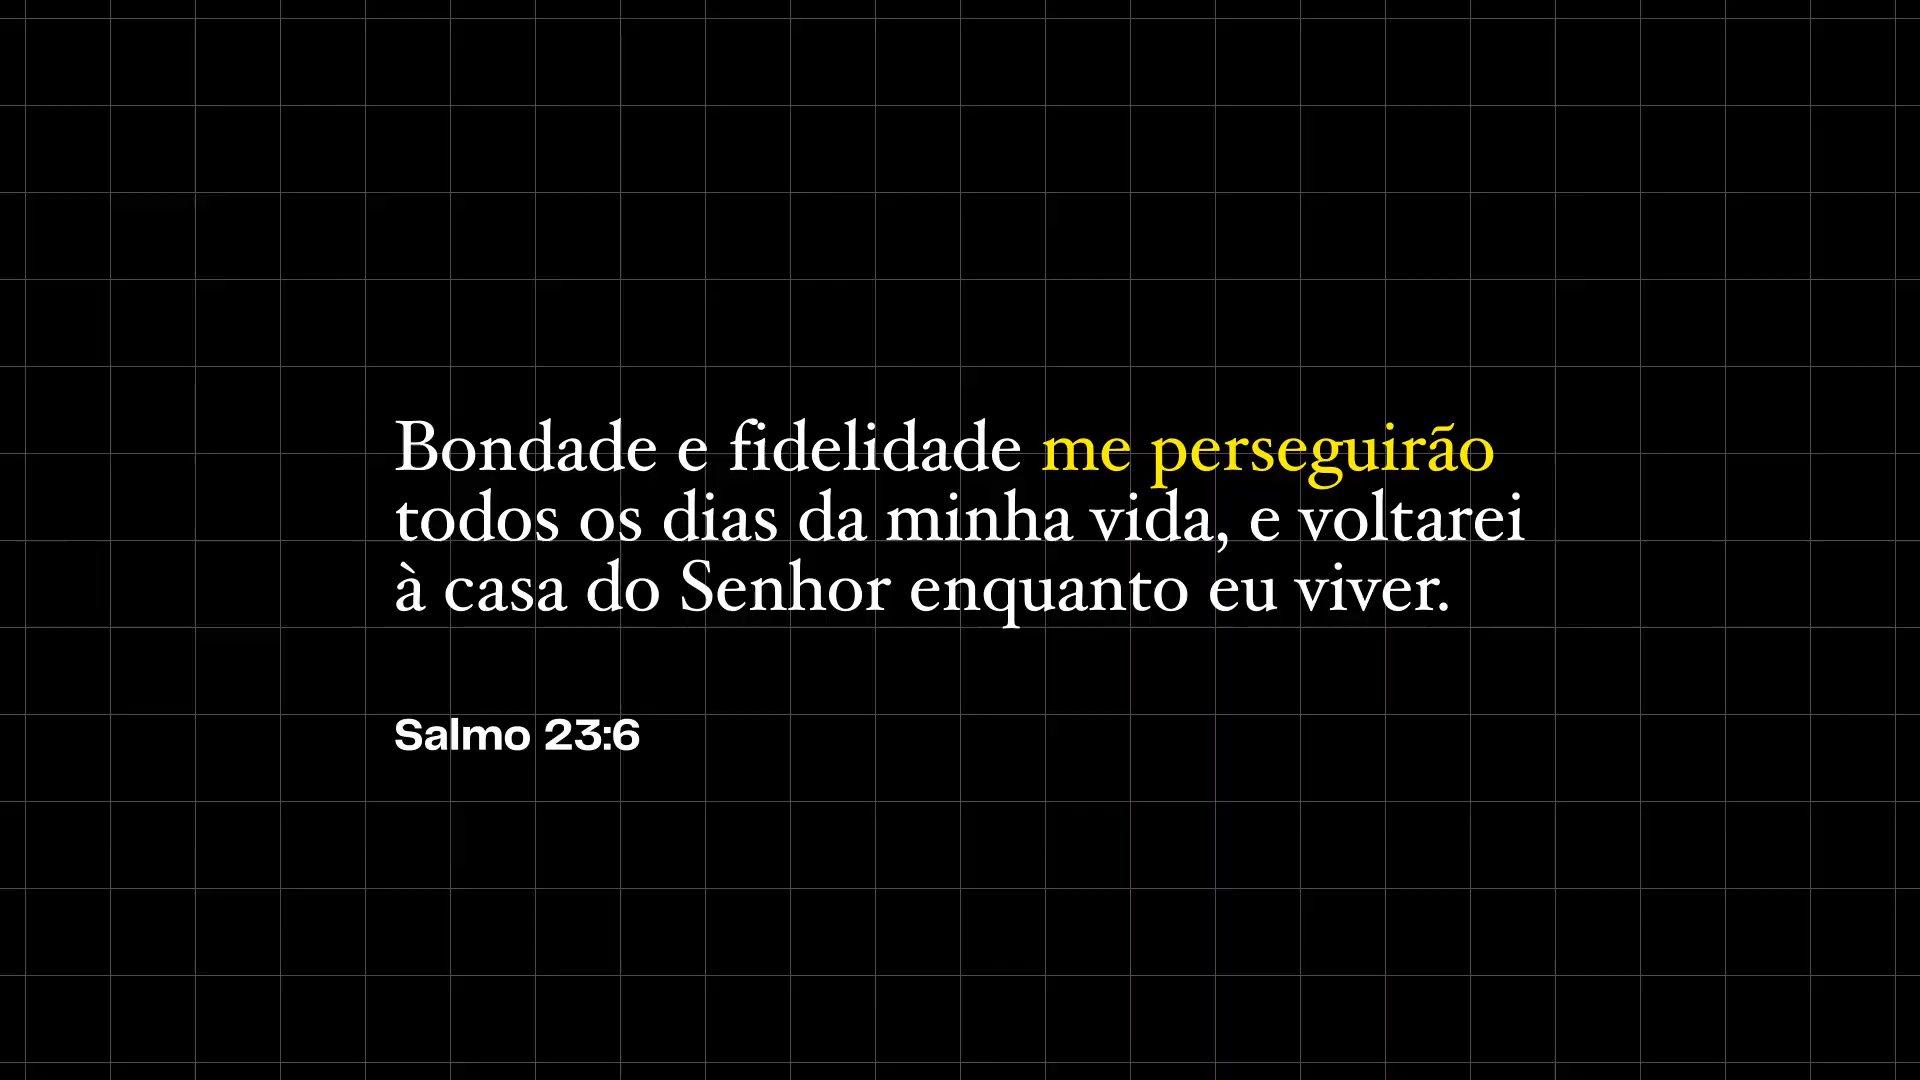 Bondade e fidelidade me perseguirão
todos os dias da minha vida, e voltarei
à casa do Senhor enquanto eu viver.
Salmo 23:6